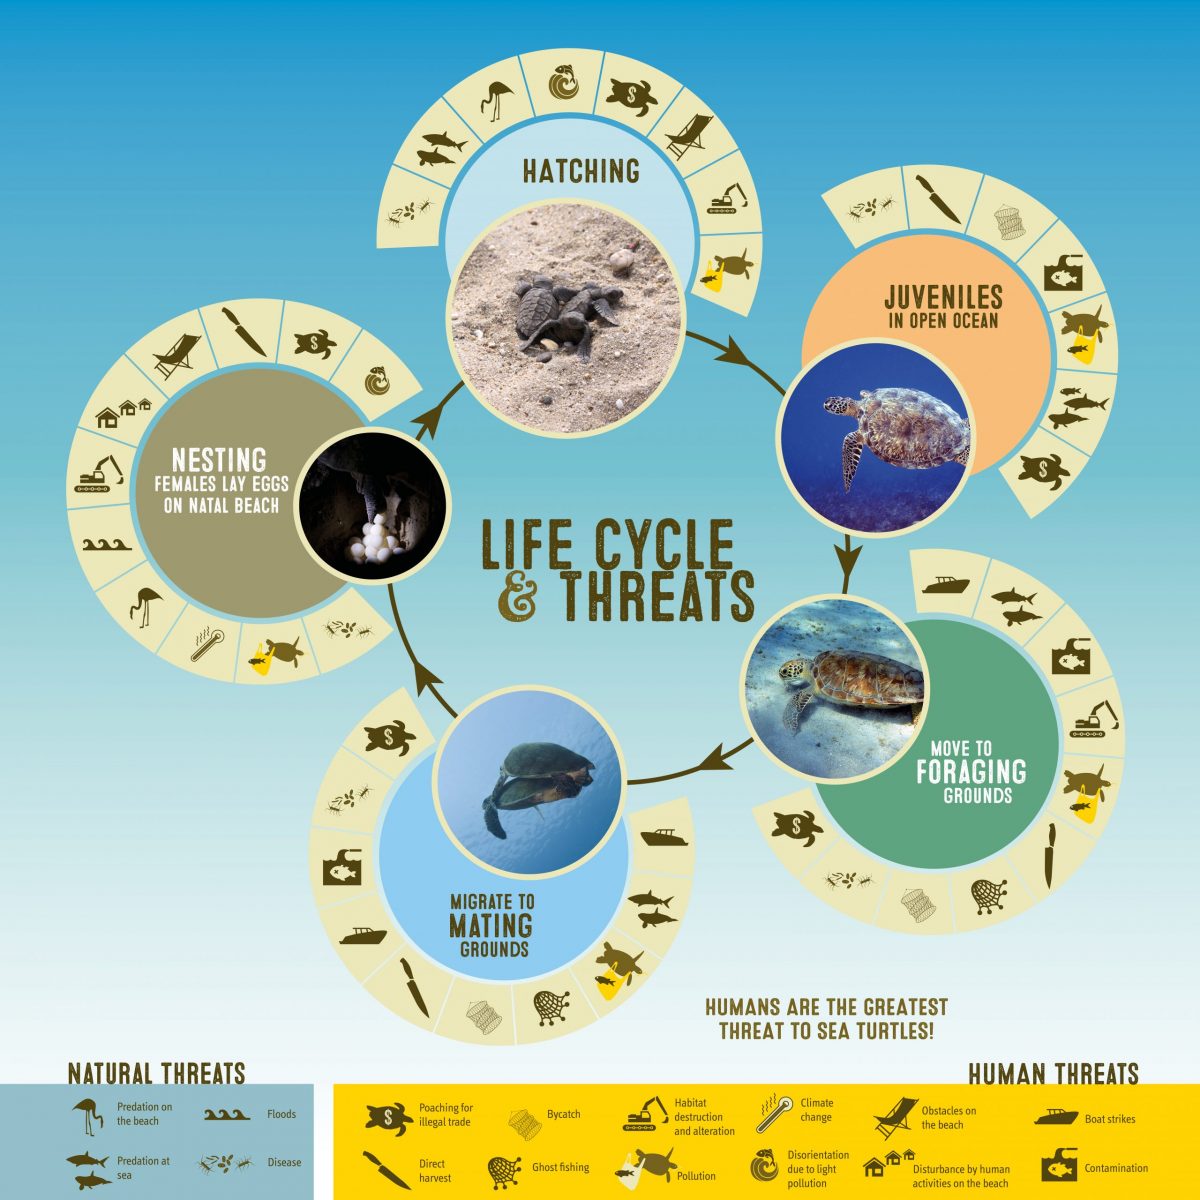 HATCHING
JUVENILES
IN OPEN OCEAN
NESTING
FEMALES LAY EGGS
ON NATAL BEACH
LIFE CYCLE
& THREATS
MOVE TO
FORAGING
GROUNDS
MIGRATE TO
MATING
GROUNDS
HUMANS ARE THE GREATEST
THREAT TO SEA TURTLES!
NATURAL THREATS
Predation on
the beach
Floods
Predation at
sea
Disease
HUMAN THREATS
Poaching for
illegal trade
Bycatch
Habitat
destruction
and alteration
Climate
change
Obstacles on
the beach
Boat strikes
Direct
harvest
Ghost fishing
Pollution
Disorientation
due to light
pollution
Disturbance by human
activities on the beach
Contamination